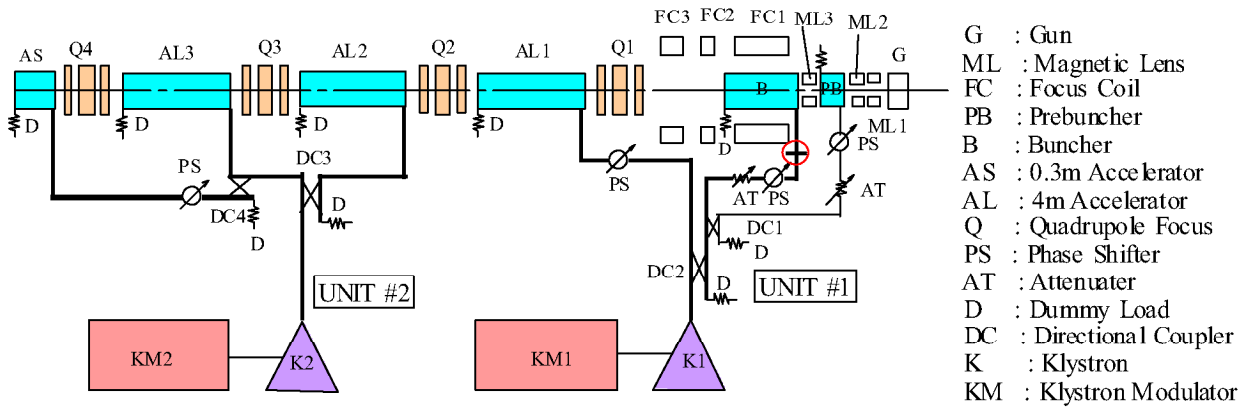 FC3 FC2 FC1 ML3 ML2
AS Q4 AL3 Q3 AL2 Q2 AL1 Q1 G
B PB
D D D D D ML1
PS DC3 PS PS
AT PS AT
DC4 D D DC1 D
DC2 D
UNIT #2 UNIT #1
KM2 K2 KM1 K1
G : Gun
ML : Magnetic Lens
FC : Focus Coil
PB : Prebuncher
B : Buncher
AS : 0.3m Accelerator
AL : 4m Accelerator
Q : Quadrupole Focus
PS : Phase Shifter
AT : Attenuater
D : Dummy Load
DC : Directional Coupler
K : Klystron
KM : Klystron Modulator